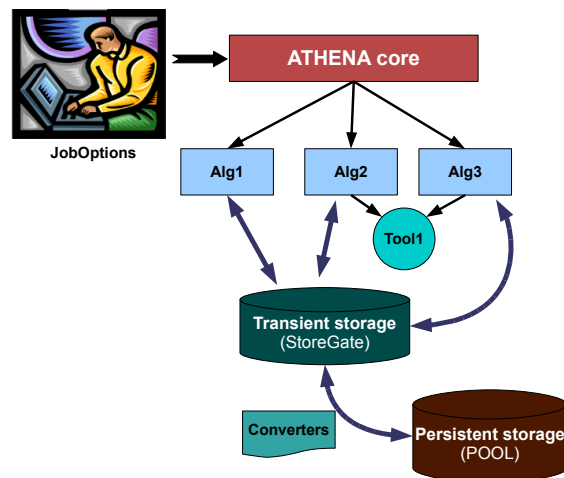 ATHENA core
JobOptions
Alg1
Alg2
Alg3
Tool1
Transient storage
(StoreGate)
Converters
Persistent storage
(POOL)